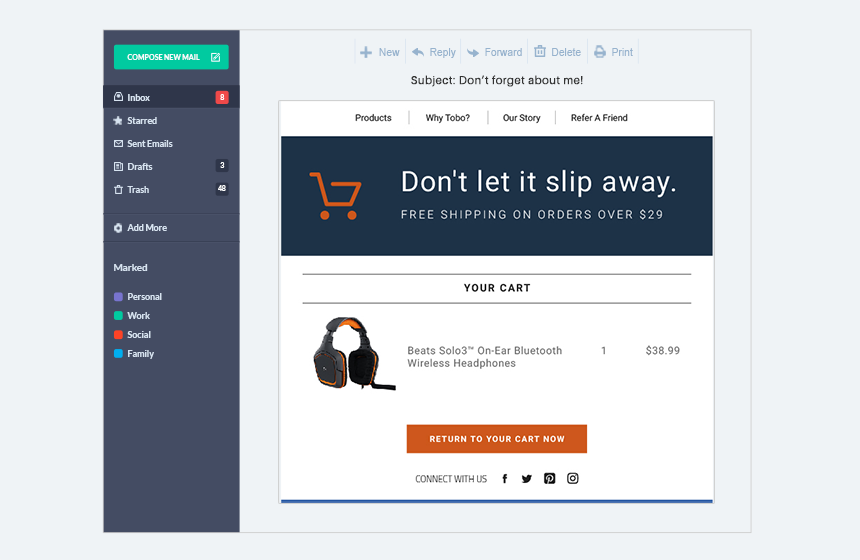 COMPOSE NEW MAIL
Inbox 8
Starred
Sent Emails
Drafts 3
Trash 48
Add More
Marked
Personal
Work
Social
Family
New Reply Forward Delete Print
Subject: Don't forget about me!
Products Why Tobo? Our Story Refer A Friend
Don't let it slip away.
FREE SHIPPING ON ORDERS OVER $29
YOUR CART
Beats Solo3™ On-Ear Bluetooth 1 $38.99
Wireless Headphones
RETURN TO YOUR CART NOW
CONNECT WITH US